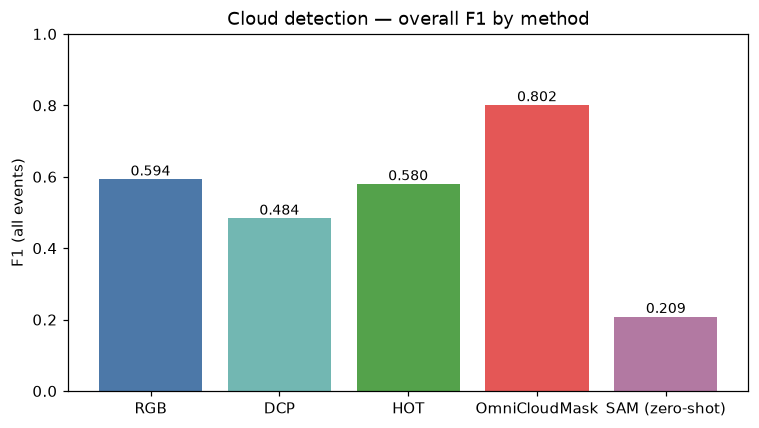 Cloud detection — overall F1 by method
F1 (all events)
1.0
0.8
0.6
0.4
0.2
0.0
0.594
0.484
0.580
0.802
0.209
RGB
DCP
HOT
OmniCloudMask
SAM (zero-shot)